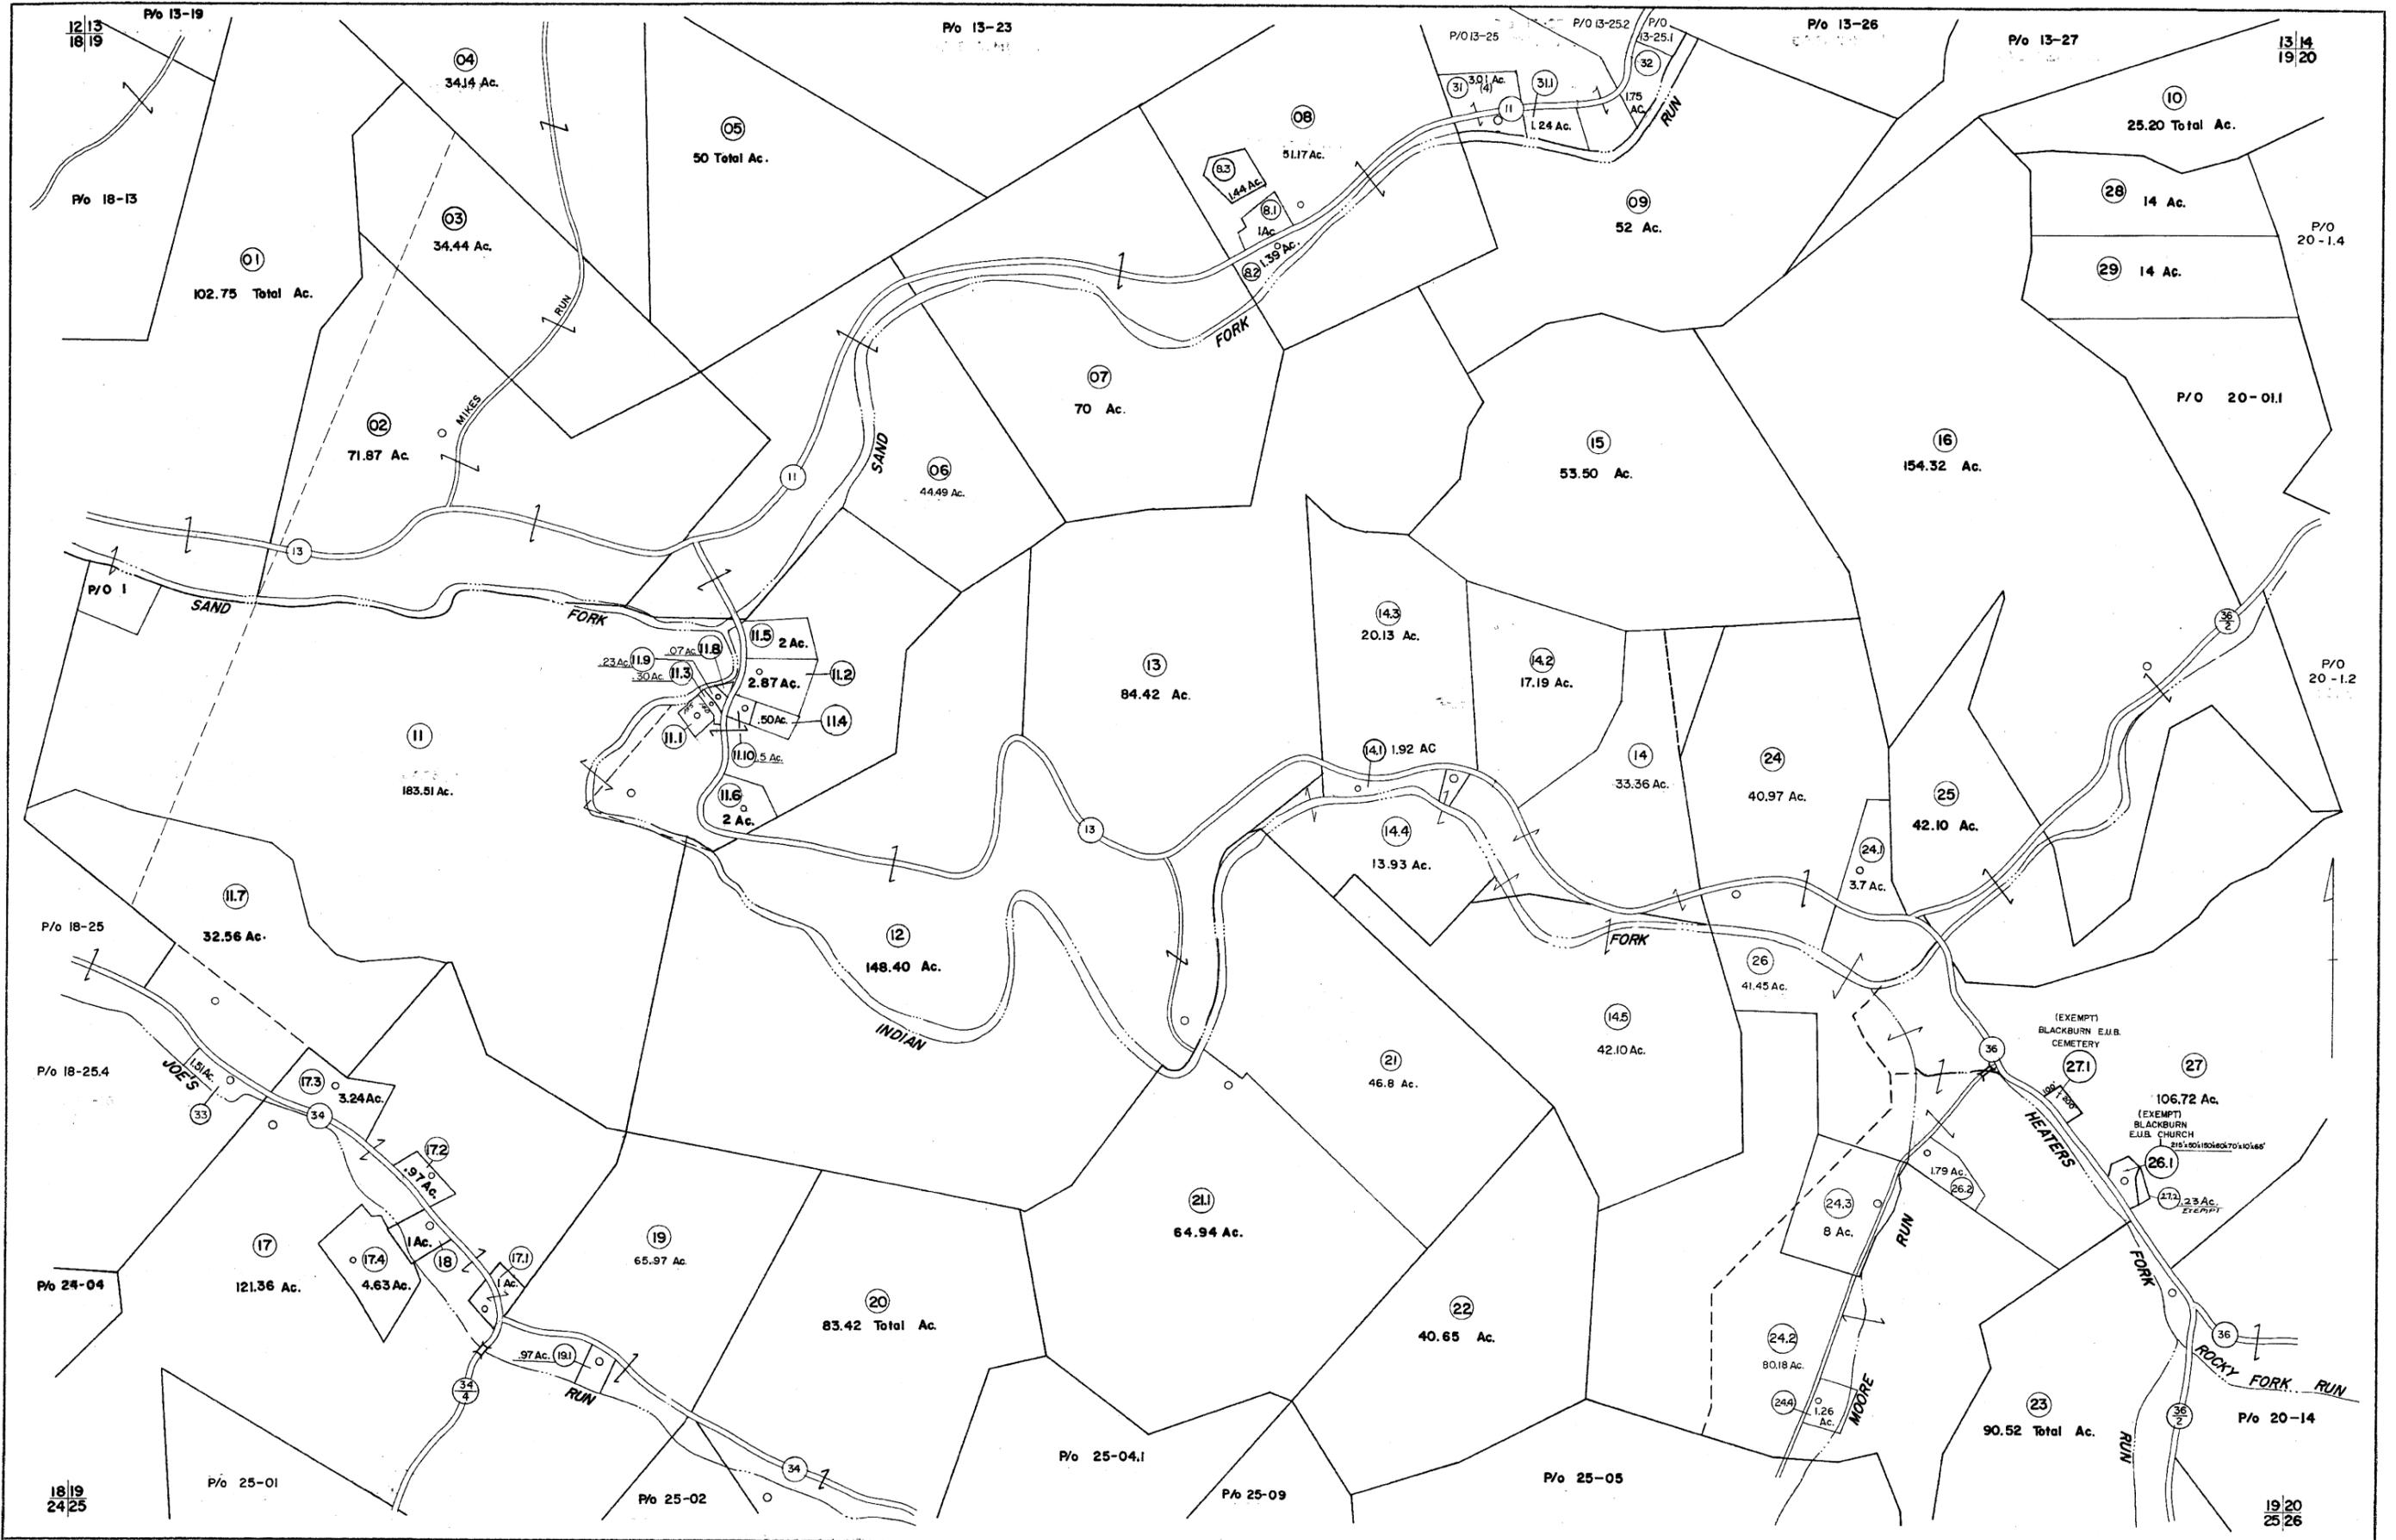 12|13
18|19
P/o 13-19
P/o 13-23
P/O 13-25
P/O 13-25.2
P/O
13-25.1
P/o 13-26
P/o 13-27
13|14
19|20
04
34.14 Ac.
05
50 Total Ac.
08
51.17 Ac.
31
3.01 Ac.
(4)
31.1
1.24 Ac.
32
1.75
AC.
11
RUN
10
25.20 Total Ac.
P/o 18-13
03
34.44 Ac.
8.3
1.44 Ac.
8.1
1Ac.
8.2
1.39 Ac.
09
52 Ac.
28
14 Ac.
P/O
20-1.4
01
102.75 Total Ac.
29
14 Ac.
RUN
MIKES
FORK
07
70 Ac.
P/O 20-01.1
02
71.87 Ac.
SAND
06
44.49 Ac.
11
15
53.50 Ac.
16
154.32 Ac.
13
P/O 1
SAND
FORK
11.5
2 Ac.
11.8
.07 Ac.
11.9
.23 Ac.
11.3
.30 Ac.
11.2
2.87 Ac.
11.4
.50 Ac.
11.1
11.10
.5 Ac.
11.6
2 Ac.
11
183.51 Ac.
13
84.42 Ac.
14.3
20.13 Ac.
14.2
17.19 Ac.
36
2
P/O
20-1.2
14.1
1.92 AC
14
33.36 Ac.
24
40.97 Ac.
25
42.10 Ac.
13
14.4
13.93 Ac.
24.1
3.7 Ac.
11.7
32.56 Ac.
P/o 18-25
12
148.40 Ac.
FORK
26
41.45 Ac.
INDIAN
14.5
42.10 Ac.
21
46.8 Ac.
36
(EXEMPT)
BLACKBURN E.U.B.
CEMETERY
27.1
27
106.72 Ac.
(EXEMPT)
BLACKBURN
E.U.B. CHURCH
26.1
27.2
.23 Ac.
EXEMPT
HEATERS
P/o 18-25.4
JOE'S
1.51 Ac.
33
17.3
3.24 Ac.
34
17.2
.97 Ac.
1.79 Ac.
26.2
24.3
8 Ac.
RUN
17
121.36 Ac.
17.4
4.63 Ac.
1 Ac.
18
17.1
1 Ac.
19
65.97 Ac.
21.1
64.94 Ac.
FORK
P/o 24-04
20
83.42 Total Ac.
22
40.65 Ac.
24.2
80.18 Ac.
36
ROCKY FORK RUN
.97 Ac.
19.1
34
4
RUN
24.4
1.26
Ac.
MOORE
23
90.52 Total Ac.
36
2
P/o 20-14
RUN
34
P/o 25-01
P/o 25-02
P/o 25-04.1
P/o 25-09
P/o 25-05
18|19
24|25
19|20
25|26